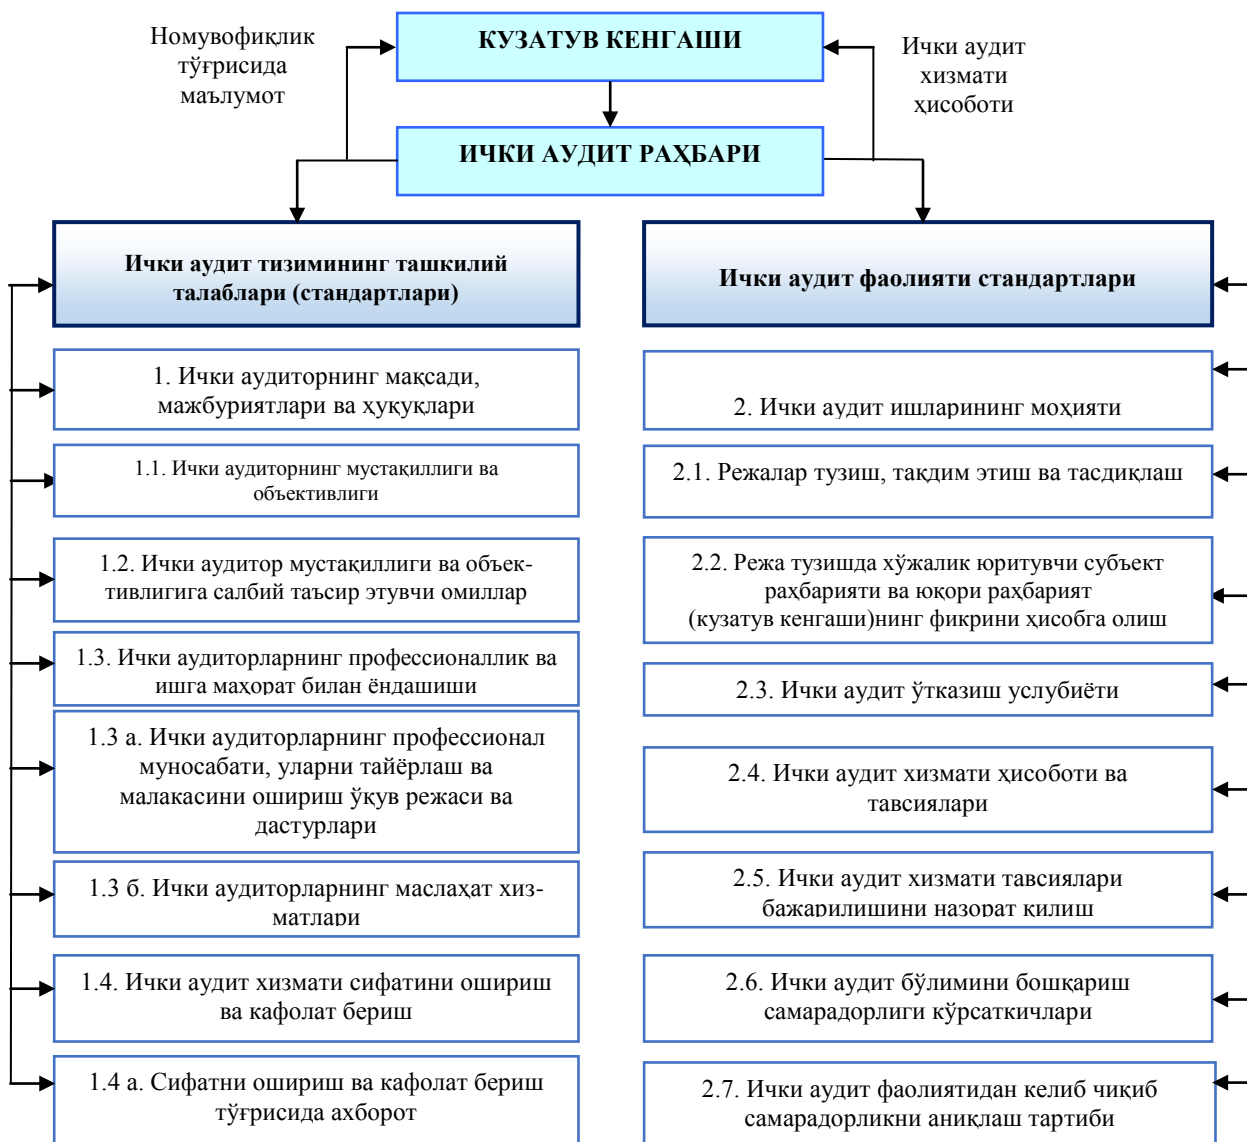 Номувофиқлик
тўғрисида
маълумот
КУЗАТУВ КЕНГАШИ
Ички аудит
хизмати
ҳисоботи
ИЧКИ АУДИТ РАҲБАРИ
Ички аудит тизимининг ташкилий
талаблари (стандартлари)
1. Ички аудиторнинг мақсади,
мажбуриятлари ва ҳуқуқлари
1.1. Ички аудиторнинг мустақиллиги ва
объективлиги
1.2. Ички аудитор мустақиллиги ва объек-
тивлигига салбий таъсир этувчи омиллар
1.3. Ички аудиторларнинг профессионаллик ва
ишга маҳорат билан ёндашиши
1.3 а. Ички аудиторларнинг профессионал
муносабати, уларни тайёрлаш ва
малакасини ошириш ўқув режаси ва
дастурлари
1.3 б. Ички аудиторларнинг маслаҳат хиз-
матлари
1.4. Ички аудит хизмати сифатини ошириш
ва кафолат бериш
1.4 а. Сифатни ошириш ва кафолат бериш
тўғрисида ахборот
Ички аудит фаолияти стандартлари
2. Ички аудит ишларининг моҳияти
2.1. Режалар тузиш, тақдим этиш ва тасдиқлаш
2.2. Режа тузишда хўжалик юритувчи субъект
раҳбарияти ва юқори раҳбарият
(кузатув кенгаши)нинг фикрини ҳисобга олиш
2.3. Ички аудит ўтказиш услубиёти
2.4. Ички аудит хизмати ҳисоботи ва
тавсиялари
2.5. Ички аудит хизмати тавсиялари
бажарилишини назорат қилиш
2.6. Ички аудит бўлимини бошқариш
самарадорлиги кўрсаткичлари
2.7. Ички аудит фаолиятидан келиб чиқиб
самарадорликни аниқлаш тартиби